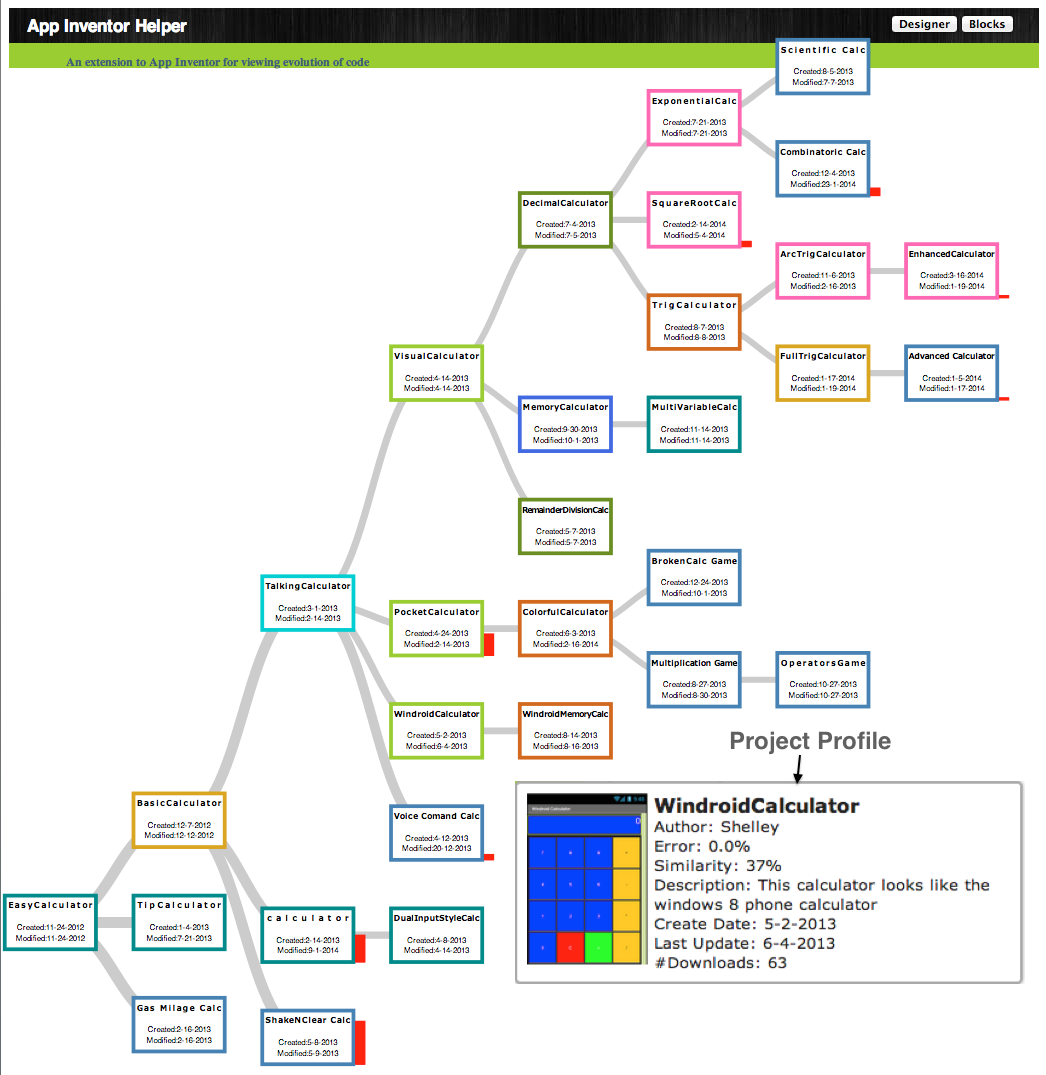 App Inventor Helper
Designer
Blocks
An extension to App Inventor for viewing evolution of code
Scientific Calc
Created:8-5-2013
Modified:7-7-2013
ExponentialCalc
Created:7-21-2013
Modified:7-21-2013
Combinatoric Calc
Created:12-4-2013
Modified:23-1-2014
DecimalCalculator
Created:7-4-2013
Modified:7-5-2013
SquareRootCalc
Created:2-14-2014
Modified:5-4-2014
ArcTrigCalculator
Created:11-6-2013
Modified:2-16-2013
EnhancedCalculator
Created:3-16-2014
Modified:1-19-2014
TrigCalculator
Created:8-7-2013
Modified:8-8-2013
VisualCalculator
Created:4-14-2013
Modified:4-14-2013
FullTrigCalculator
Created:1-17-2014
Modified:1-19-2014
Advanced Calculator
Created:1-5-2014
Modified:1-17-2014
MemoryCalculator
Created:9-30-2013
Modified:10-1-2013
MultiVariableCalc
Created:11-14-2013
Modified:11-14-2013
RemainderDivisionCalc
Created:5-7-2013
Modified:5-7-2013
BrokenCalc Game
Created:12-24-2013
Modified:10-1-2013
TalkingCalculator
Created:3-1-2013
Modified:2-14-2013
PocketCalculator
Created:4-24-2013
Modified:2-14-2013
ColorfulCalculator
Created:6-3-2013
Modified:2-16-2014
Multiplication Game
Created:8-27-2013
Modified:8-30-2013
OperatorsGame
Created:10-27-2013
Modified:10-27-2013
WindroidCalculator
Created:5-2-2013
Modified:6-4-2013
WindroidMemoryCalc
Created:8-14-2013
Modified:8-16-2013
Project Profile
BasicCalculator
Created:12-7-2012
Modified:12-12-2012
Voice Comand Calc
Created:4-12-2013
Modified:20-12-2013
WindroidCalculator
Author: Shelley
Error: 0.0%
Similarity: 37%
Description: This calculator looks like the
windows 8 phone calculator
Create Date: 5-2-2013
Last Update: 6-4-2013
#Downloads: 63
EasyCalculator
Created:11-24-2012
Modified:11-24-2012
TipCalculator
Created:1-4-2013
Modified:7-21-2013
calculator
Created:2-14-2013
Modified:9-1-2014
DualInputStyleCalc
Created:4-8-2013
Modified:4-14-2013
Gas Milage Calc
Created:2-16-2013
Modified:2-16-2013
ShakeNClear Calc
Created:5-8-2013
Modified:5-9-2013